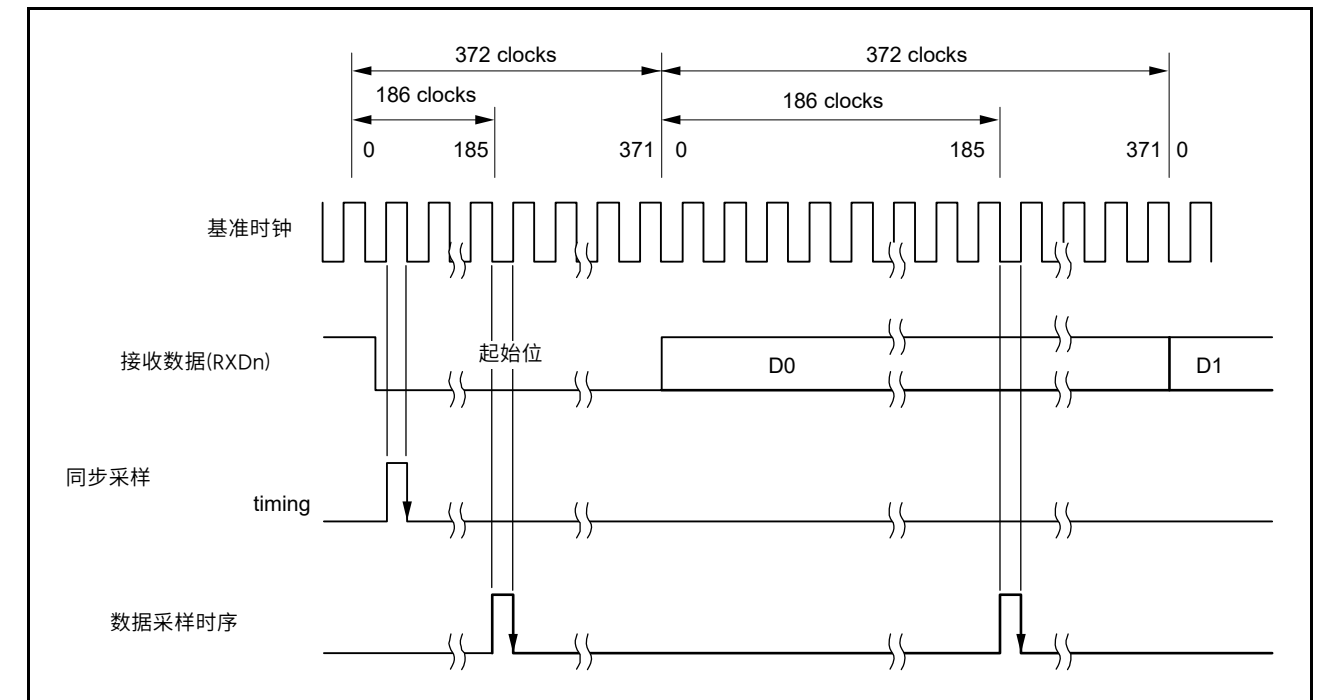 372 clocks
372 clocks
186 clocks
186 clocks
0
185
371
0
185
371
0
基准时钟
接收数据(RXDn)
起始位
D0
D1
同步采样
timing
数据采样时序